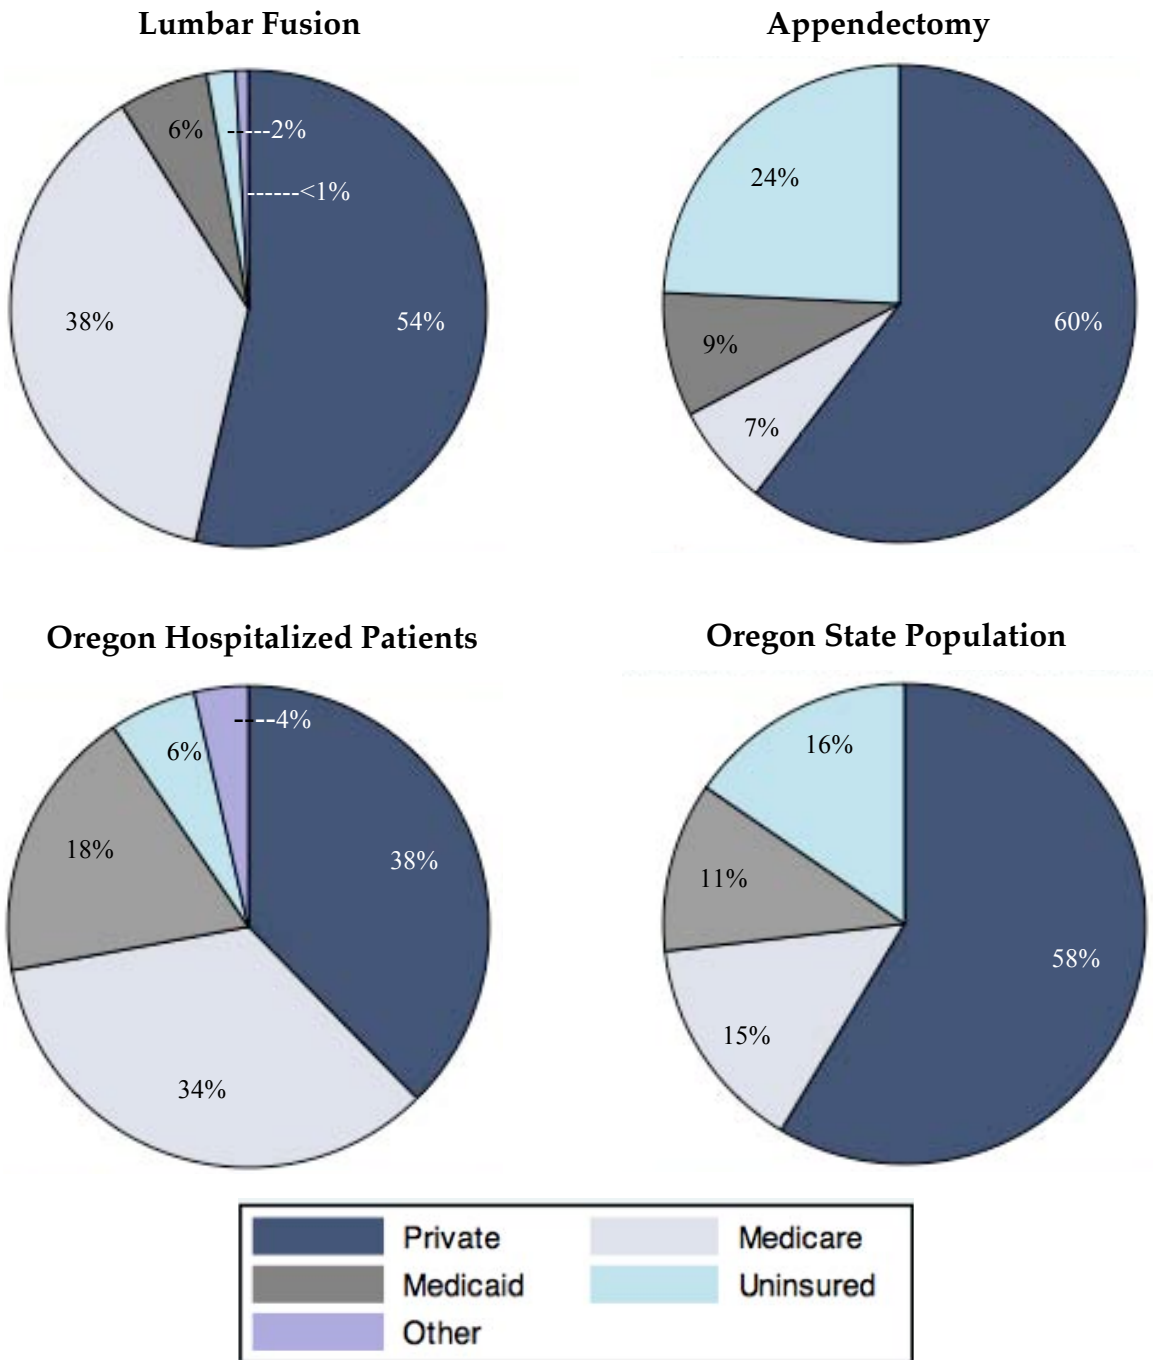 Lumbar Fusion
6%
2%
<1%
38%
54%
Appendectomy
24%
60%
9%
7%
Oregon Hospitalized Patients
4%
6%
18%
38%
34%
Oregon State Population
16%
11%
58%
15%
Private
Medicare
Medicaid
Uninsured
Other